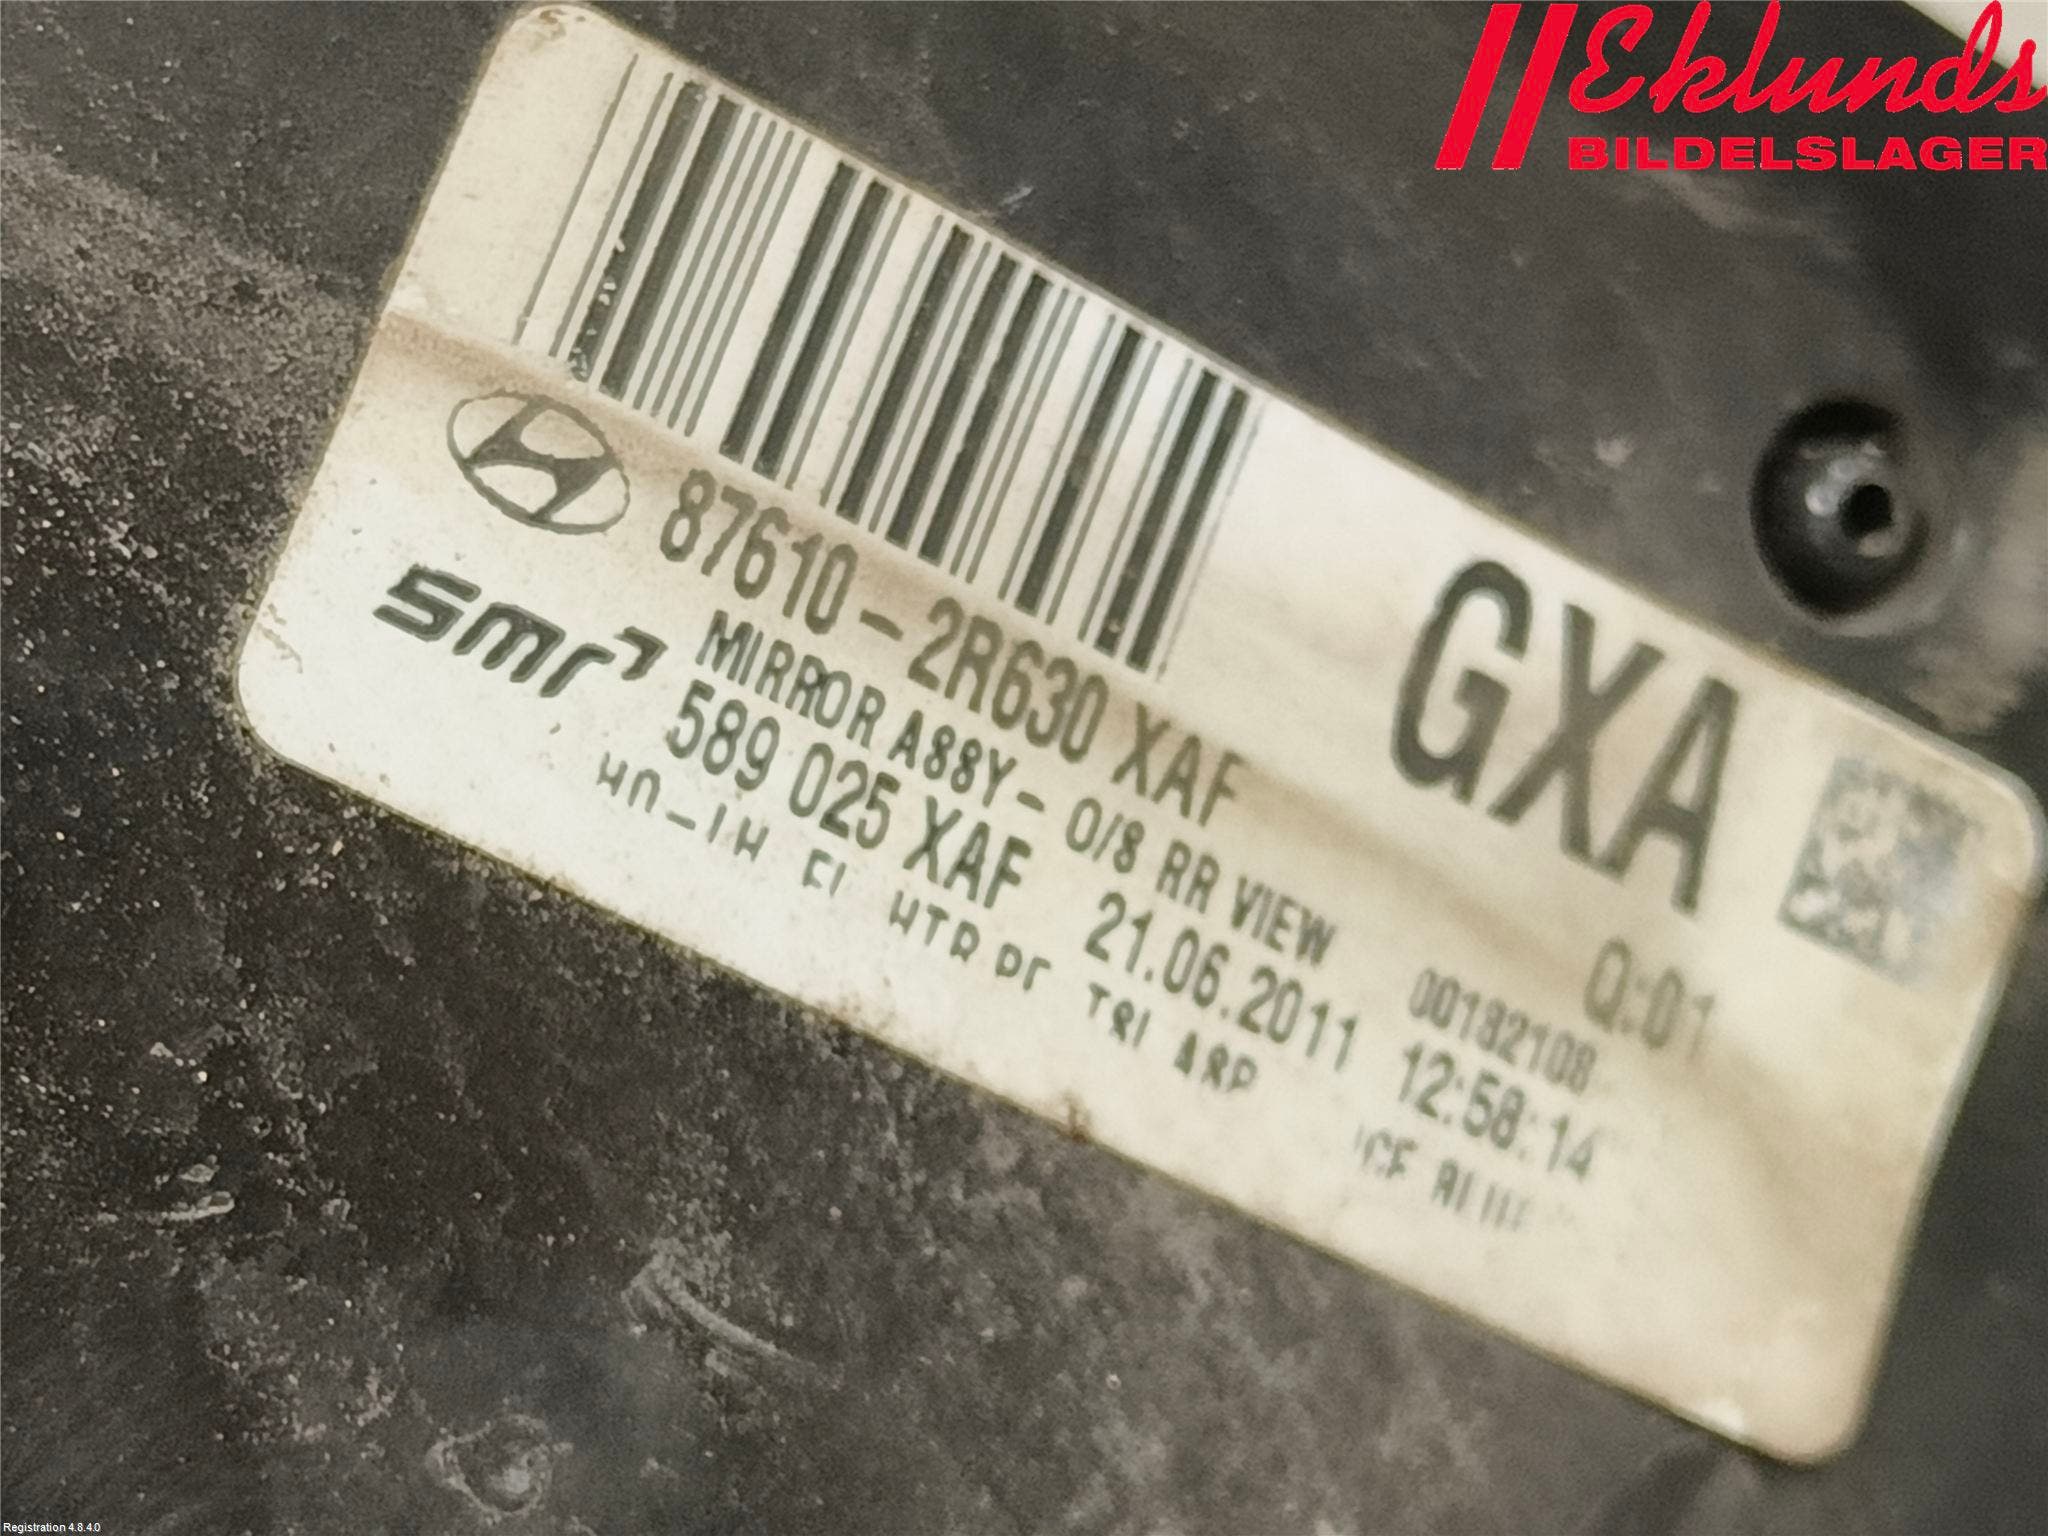 Eklunds
BILDELSLAGER
GXA
87610-2R630 XAF
Q:01
smr
MIRROR A88Y- O/8 RR VIEW
00182108
589 025 XAF 21.06.2011 12:58:14
Registration 4.8.4.0